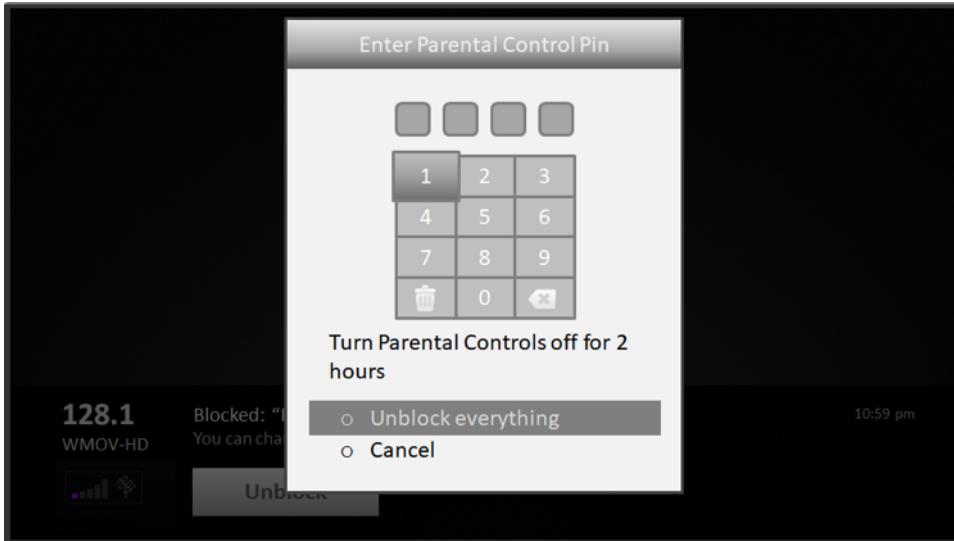 Enter Parental Control Pin
1 2 3
4 5 6
7 8 9
0
Turn Parental Controls off for 2
hours
○ Unblock everything
○ Cancel
128.1
WMOV-HD
Blocked: "
You can
Unblock
10:59 pm